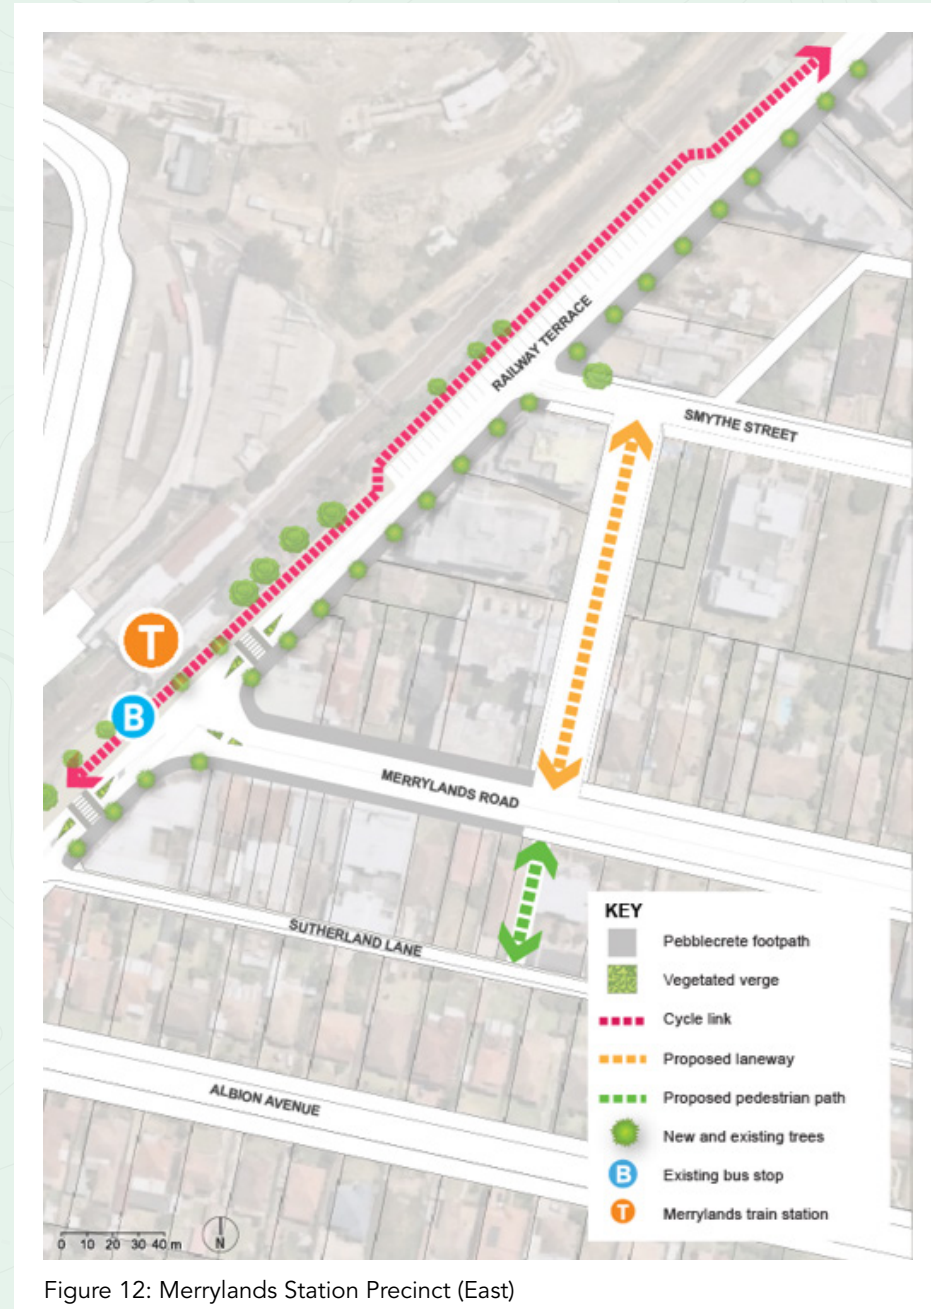 RAILWAY TERRACE
SMYTHE STREET
T
B
MERRYLANDS ROAD
SUTHERLAND LANE
ALBION AVENUE
KEY
Pebblecrete footpath
Vegetated verge
Cycle link
Proposed laneway
Proposed pedestrian path
New and existing trees
B Existing bus stop
T Merrylands train station
0 10 20 30 40 m
N
Figure 12: Merrylands Station Precinct (East)